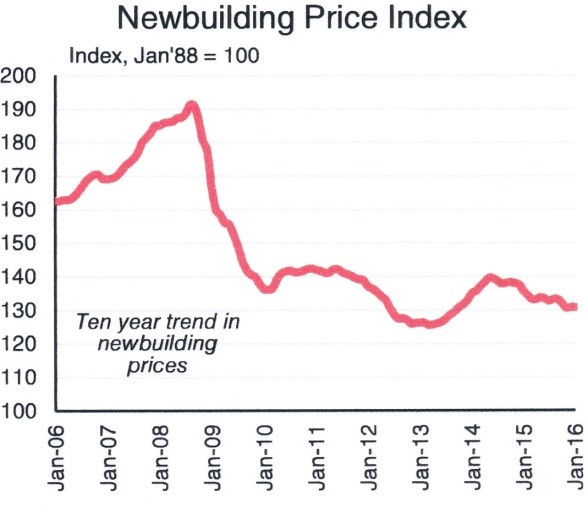 Newbuilding Price Index
Index, Jan'88 = 100
200
190
180
170
160
150
140
130
120
110
100
Ten year trend in
newbuilding
prices
Jan-06
Jan-07
Jan-08
Jan-09
Jan-10
Jan-11
Jan-12
Jan-13
Jan-14
Jan-15
Jan-16